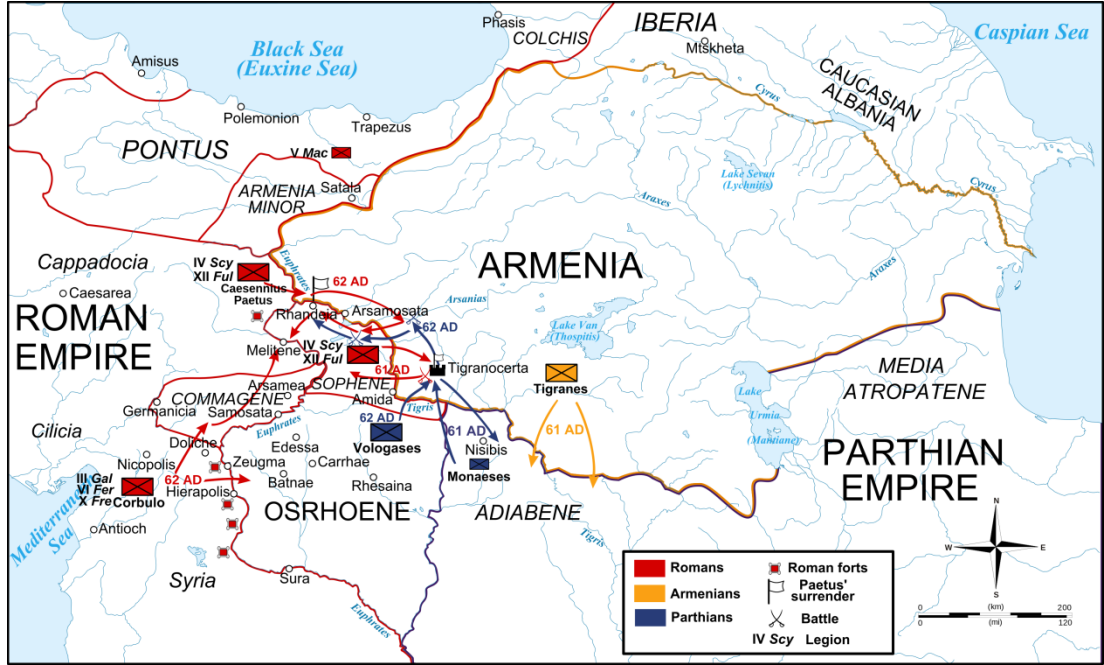 Black Sea
(Euxine Sea)
Caspian Sea
Phasis
COLCHIS
IBERIA
Mtskheta
CAUCASIAN
ALBANIA
Cyrus
Cyrus
Amisus
Polemonion
Trapezus
PONTUS
V Mac
ARMENIA
MINOR
Satala
Lake Sevan
(Lychnitis)
Araxes
Araxes
Cappadocia
Caesarea
IV Scy
XII Ful
Caesennius
Paetus
Euphrates
62 AD
ARMENIA
Arsanias
ROMAN
EMPIRE
Rhandeia
Arsamosata
62 AD
Lake Van
(Thospitis)
Melitene
IV Scy
XII Ful
61 AD
Tigranocerta
Tigranes
61 AD
SOPHENE
Arsamea
COMMAGENE
Samosata
Germanicia
Amida
Tigris
Lake
Urmia
(Mantiane)
MEDIA
ATROPATENE
PARTHIAN
EMPIRE
Cilicia
Doliche
Nicopolis
Euphrates
Edessa
Zeugma
Carrhae
Batnae
Rhesaina
62 AD
Vologases
61 AD
Nisibis
Monaeses
III Gal
VI Fer
X Fre
Corbulo
62 AD
Hierapolis
Antioch
Mediterranean
Sea
OSRHOENE
ADIABENE
Tigris
Syria
Sura
Euphrates
Romans
Armenians
Parthians
Roman forts
Paetus'
surrender
Battle
IV Scy Legion
N
W
E
S
0 (km) 200
0 (mi) 120